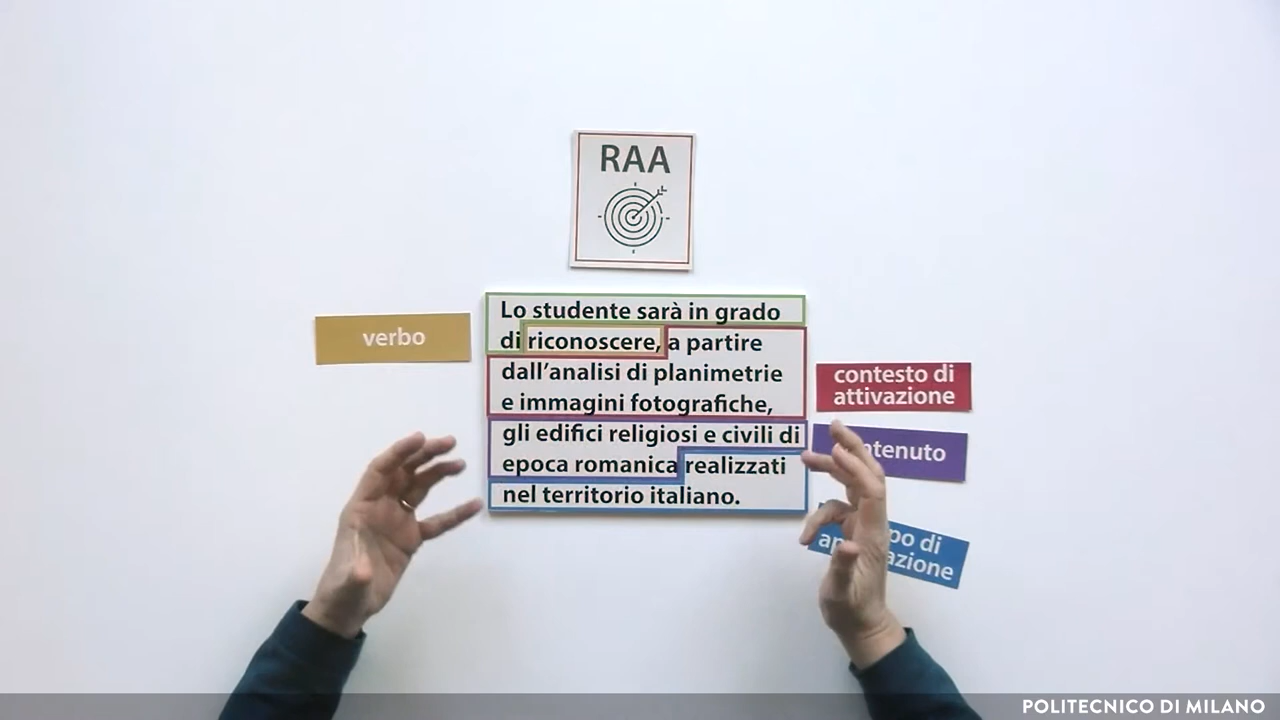 RAA
Lo studente sarà in grado
di riconoscere, a partire
dall'analisi di planimetrie
e immagini fotografiche,
gli edifici religiosi e civili di
epoca romanica realizzati
nel territorio italiano.
verbo
contesto di
attivazione
POLITECNICO DI MILANO